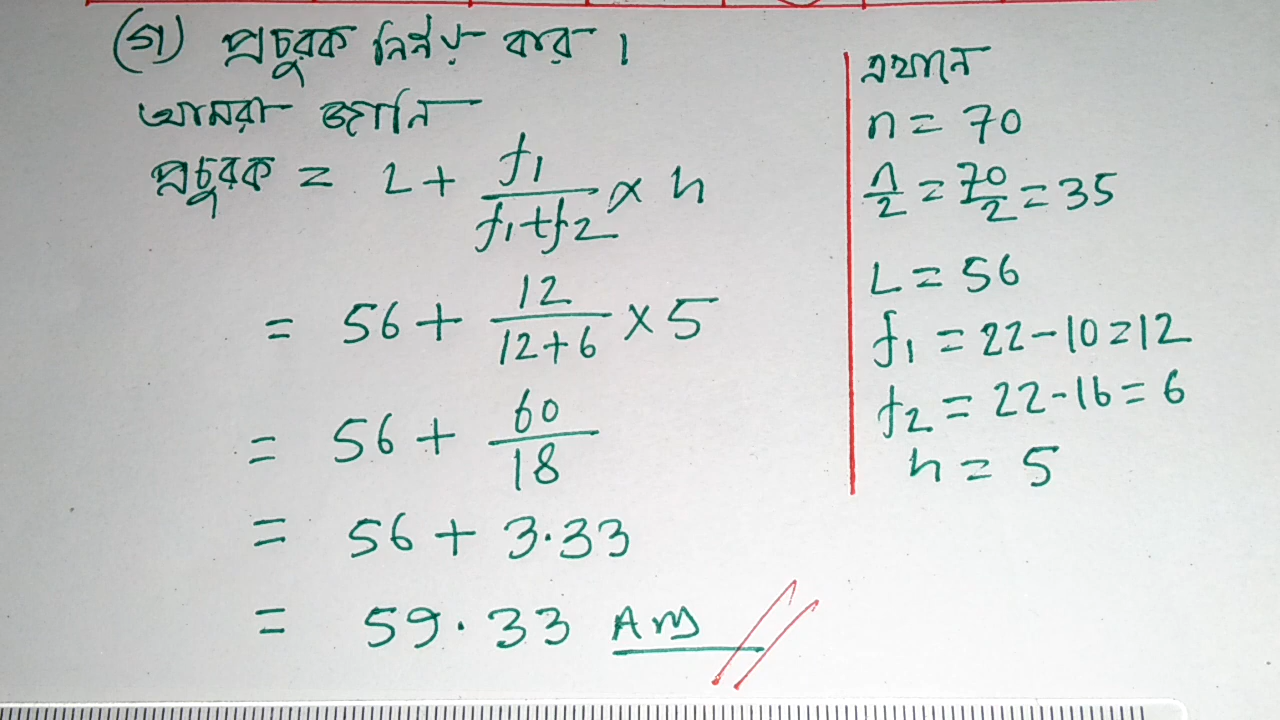 (গ) প্রচুরক নির্ণয় কর ।
আমরা জানি
প্রচুরক = L + f₁/(f₁+f₂) × h
= 56 + 12/(12+6) × 5
= 56 + 60/18
= 56 + 3.33
= 59.33 Ans
এখানে
n = 70
n/2 = 70/2 = 35
L = 56
f₁ = 22-10=12
f₂ = 22-16 = 6
h = 5